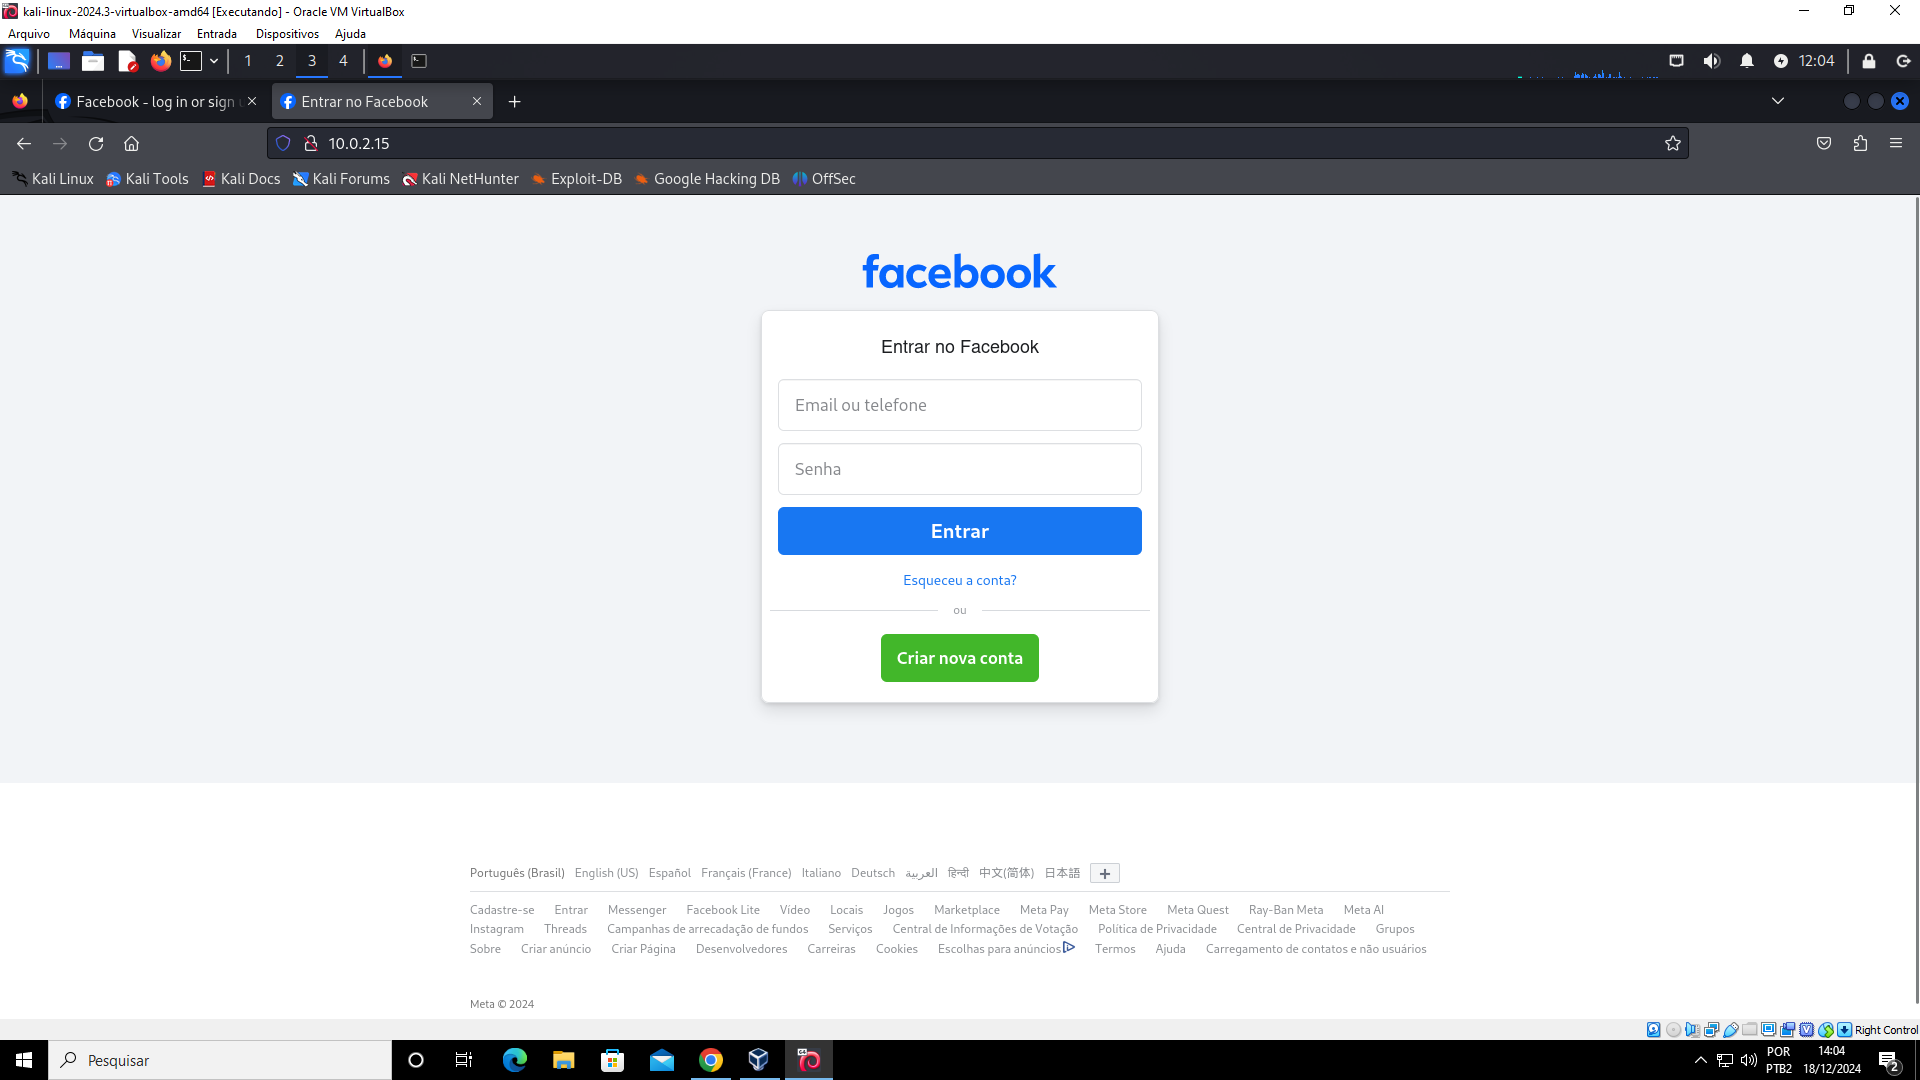 kali-linux-2024.3-virtualbox-amd64 [Executando] - Oracle VM VirtualBox
Arquivo Máquina Visualizar Entrada Dispositivos Ajuda
1 2 3 4 12:04
Facebook - log in or sign u Entrar no Facebook
10.0.2.15
Kali Linux Kali Tools Kali Docs Kali Forums Kali NetHunter Exploit-DB Google Hacking DB OffSec
facebook
Entrar no Facebook
Email ou telefone
Senha
Entrar
Esqueceu a conta?
ou
Criar nova conta
Português (Brasil) English (US) Español Français (France) Italiano Deutsch العربية हिन्दी 中文(简体) 日本語 +
Cadastre-se Entrar Messenger Facebook Lite Vídeo Locais Jogos Marketplace Meta Pay Meta Store Meta Quest Ray-Ban Meta Meta AI
Instagram Threads Campanhas de arrecadação de fundos Serviços Central de Informações de Votação Política de Privacidade Central de Privacidade Grupos
Sobre Criar anúncio Criar Página Desenvolvedores Carreiras Cookies Escolhas para anúncios Termos Ajuda Carregamento de contatos e não usuários
Meta © 2024
Right Control
Pesquisar
POR 14:04
PTB2 18/12/2024 2